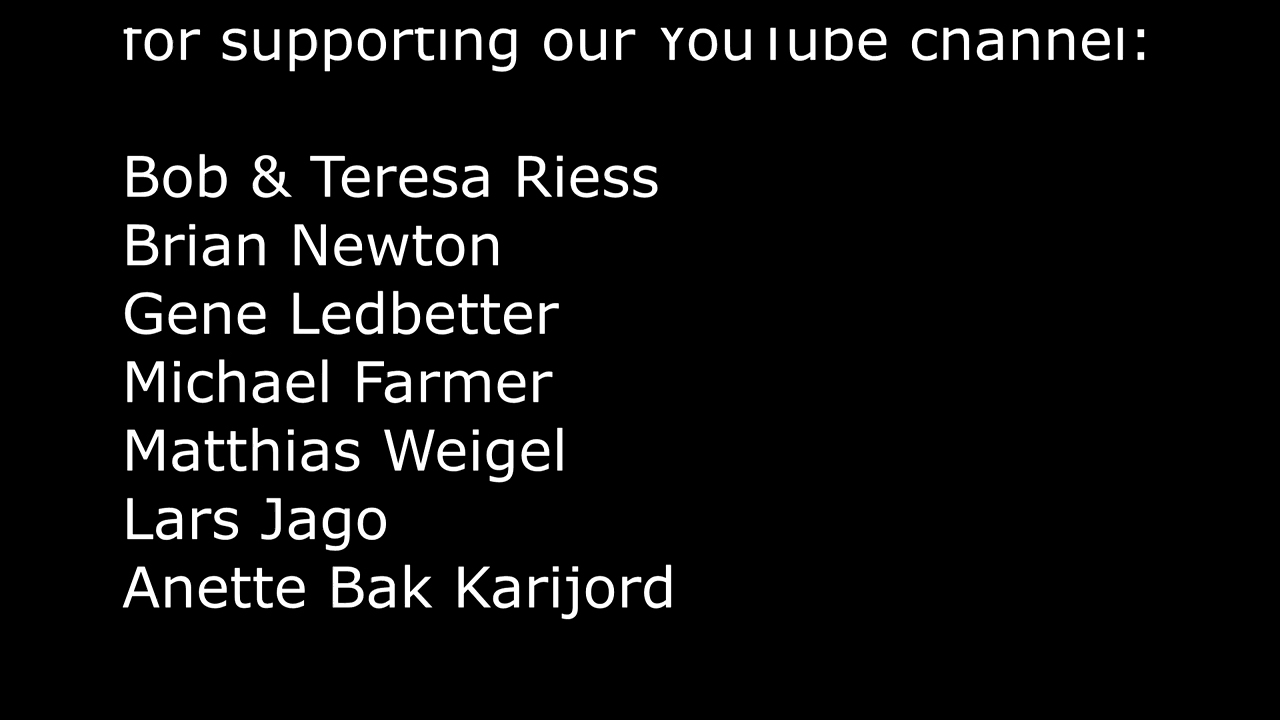 for supporting our YouTube channel:
Bob & Teresa Riess
Brian Newton
Gene Ledbetter
Michael Farmer
Matthias Weigel
Lars Jago
Anette Bak Karijord